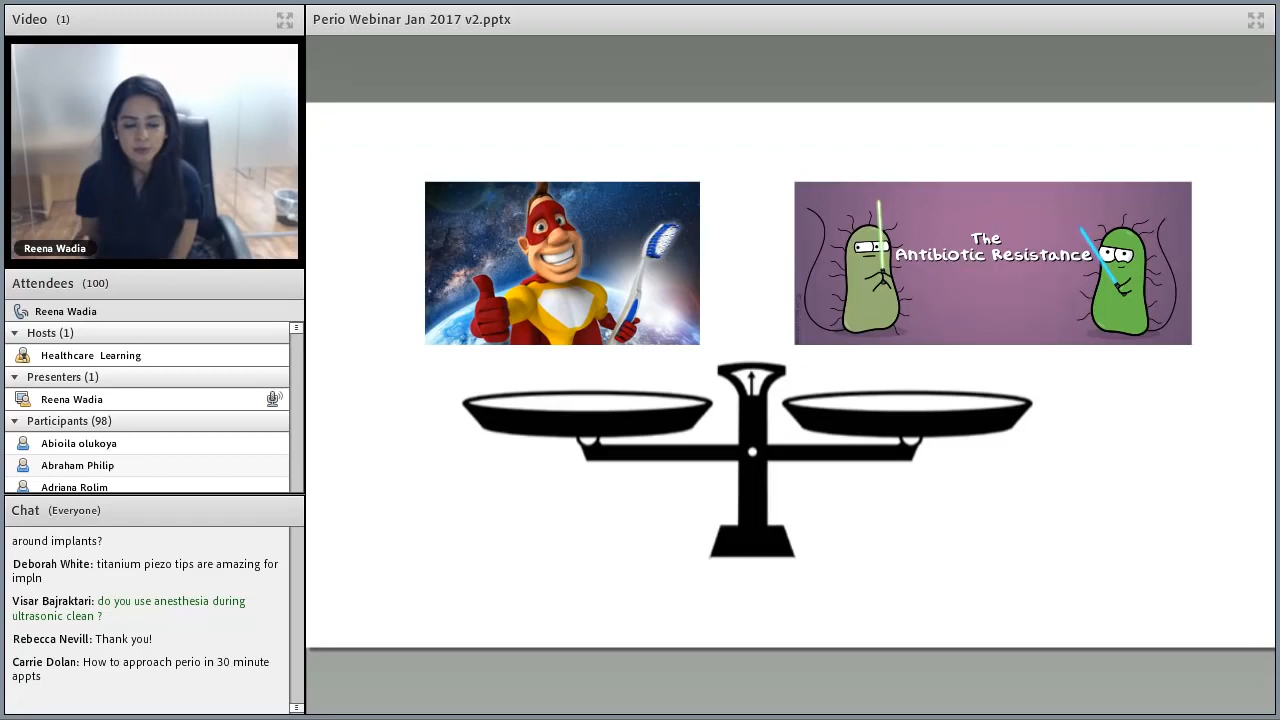 Video (1)
Perio Webinar Jan 2017 v2.pptx
Reena Wadia
Attendees (100)
Reena Wadia
Hosts (1)
Healthcare Learning
Presenters (1)
Reena Wadia
Participants (98)
Abioila olukoya
Abraham Philip
Adriana Rolim
Chat (Everyone)
around implants?
Deborah White: titanium piezo tips are amazing for
impln
Visar Bajraktari: do you use anesthesia during
ultrasonic clean ?
Rebecca Nevill: Thank you!
Carrie Dolan: How to approach perio in 30 minute
appts
The
Antibiotic Resistance